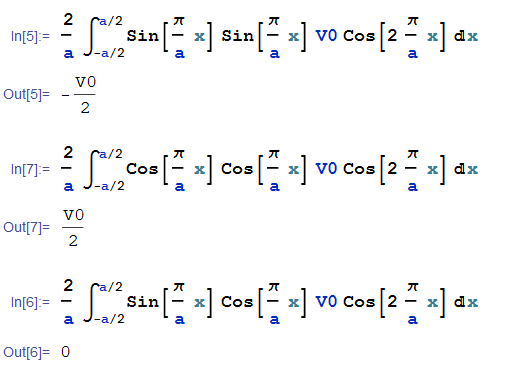 In[5]:= 2/a ∫_{-a/2}^{a/2} Sin[π/a x] Sin[π/a x] V0 Cos[2 π/a x] ⅆx
Out[5]= -V0/2
In[7]:= 2/a ∫_{-a/2}^{a/2} Cos[π/a x] Cos[π/a x] V0 Cos[2 π/a x] ⅆx
Out[7]= V0/2
In[6]:= 2/a ∫_{-a/2}^{a/2} Sin[π/a x] Cos[π/a x] V0 Cos[2 π/a x] ⅆx
Out[6]= 0